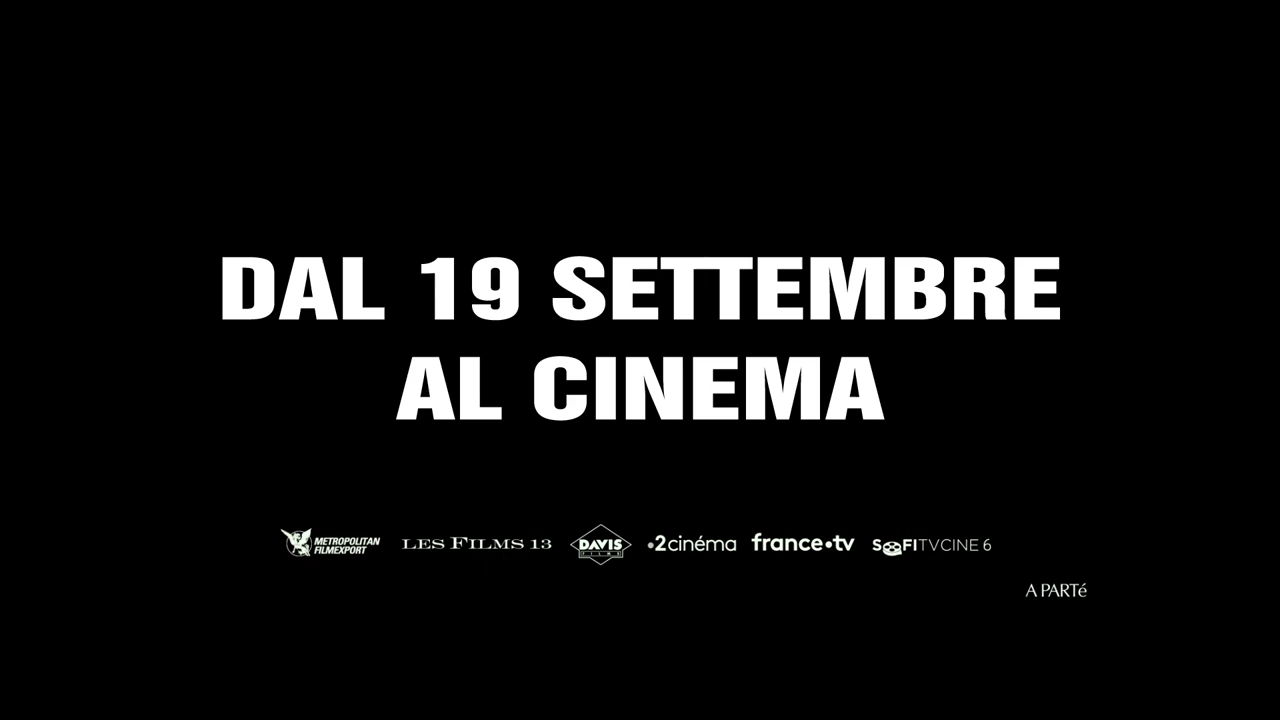 DAL 19 SETTEMBRE
AL CINEMA
METROPOLITAN
FILMEXPORT
LES FILMS 13
DAVIS
FILMS
•2cinéma
france•tv
SOFITVCINE 6
A PARTé